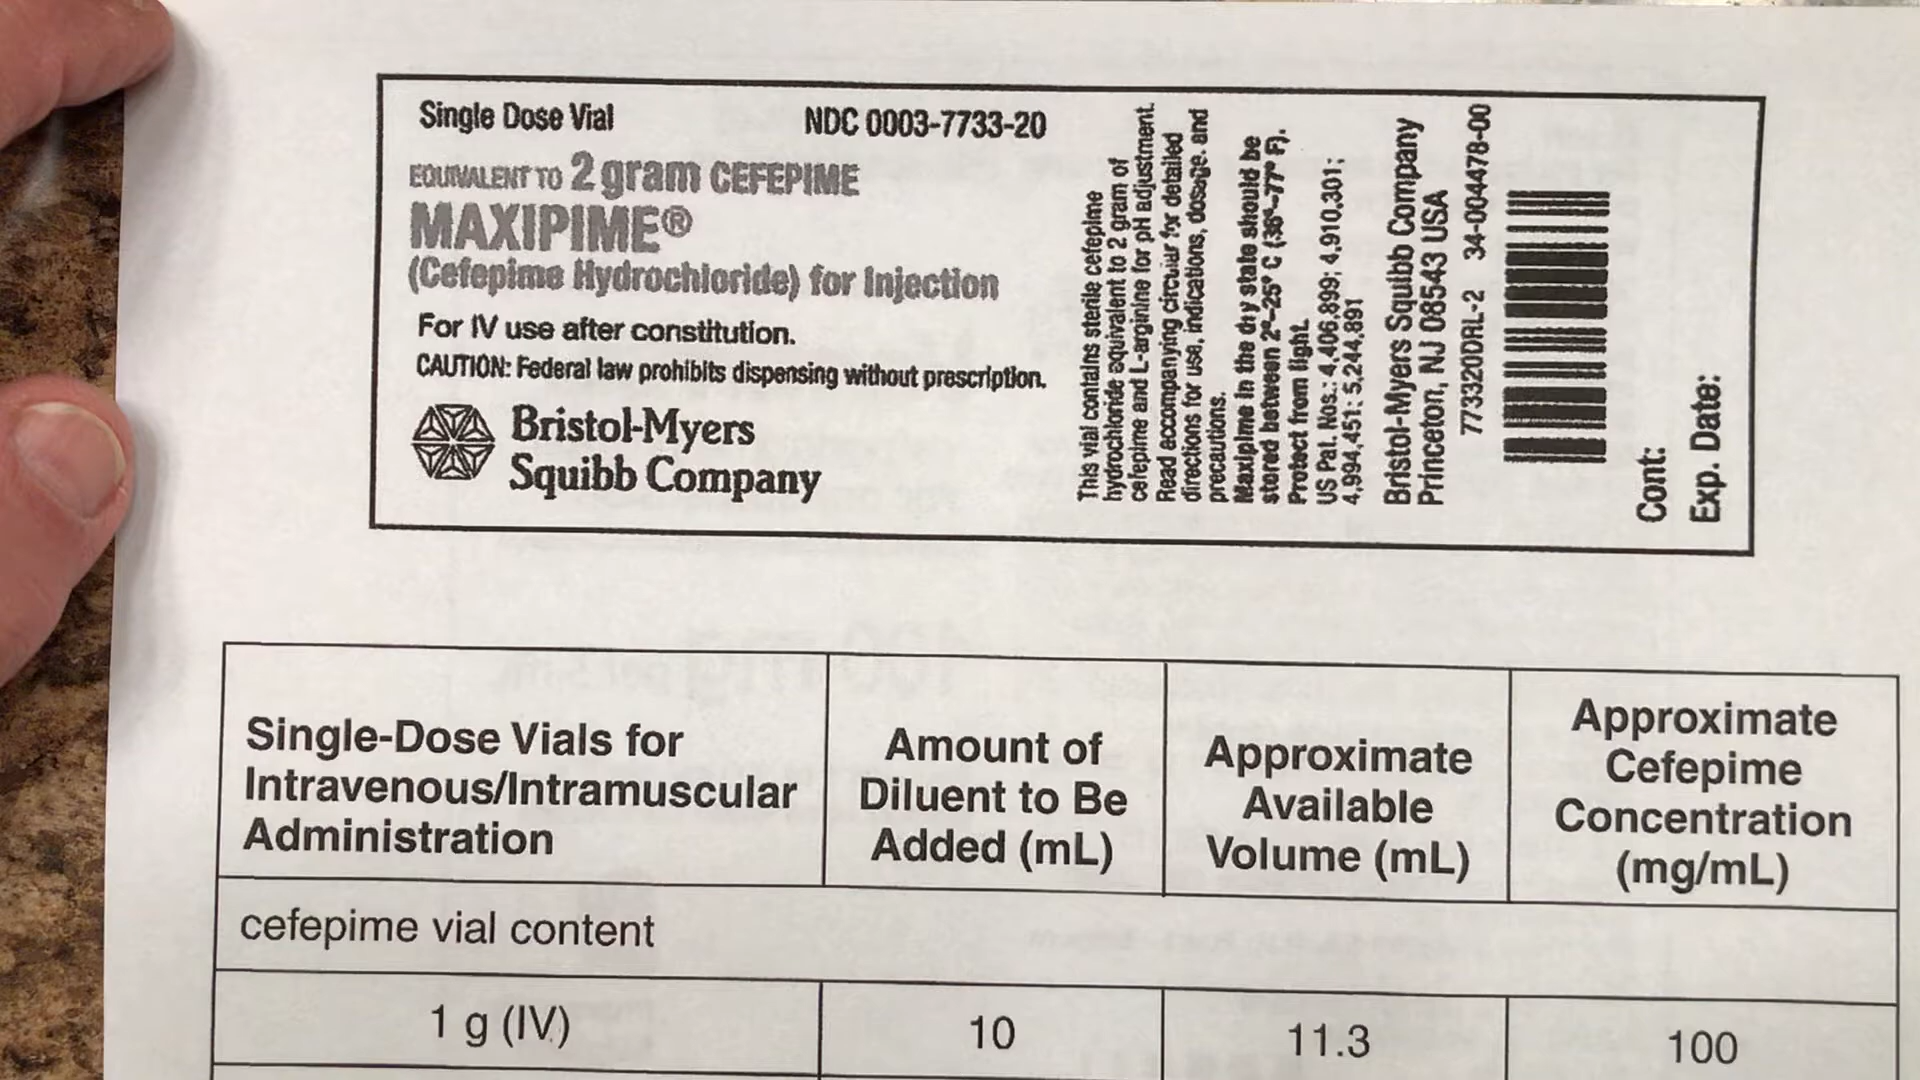 Single Dose Vial
NDC 0003-7733-20
EQUIVALENT TO 2 gram CEFEPIME
MAXIPIME®
(Cefepime Hydrochloride) for Injection
For IV use after constitution.
CAUTION: Federal law prohibits dispensing without prescription.
Bristol-Myers
Squibb Company
This vial contains sterile cefepime
hydrochloride equivalent to 2 gram of
cefepime and L-arginine for pH adjustment.
Read accompanying circular for detailed
directions for use, indications, dosage, and
precautions.
Maxipime in the dry state should be
stored between 2°-25° C (36°-77° F).
Protect from light.
US Pat. Nos.: 4,406,899; 4,910,301;
4,994,451; 5,244,891
Bristol-Myers Squibb Company
Princeton, NJ 08543 USA
773320DRL-2 34-004478-00
Cont:
Exp. Date:
Single-Dose Vials for
Intravenous/Intramuscular
Administration
Amount of
Diluent to Be
Added (mL)
Approximate
Available
Volume (mL)
Approximate
Cefepime
Concentration
(mg/mL)
cefepime vial content
1 g (IV) 10 11.3 100